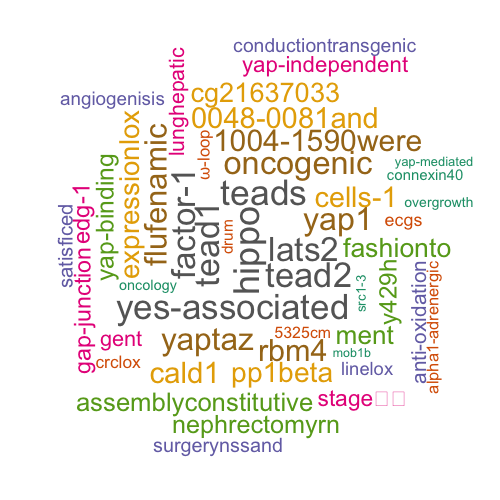 conductiontransgenic
yap-independent
lunghepatic
angiogenisis
cg21637033
0048-0081and
ω-loop
1004-1590were
expressionlox
flufenamic
oncogenic
yap-mediated
connexin40
yap-binding
factor-1
tead1
teads
cells-1
overgrowth
edg-1
yap1
ecgs
satisficed
drum
hippo
lats2
fashionto
gap-junction
oncology
tead2
src1-3
y429h
anti-oxidation
alpha1-adrenergic
yes-associated
gent
yaptaz
5325cm
ment
rbm4
mob1b
crclox
cald1
pp1beta
linelox
assemblyconstitutive
stage
nephrectomyrn
surgerynssand